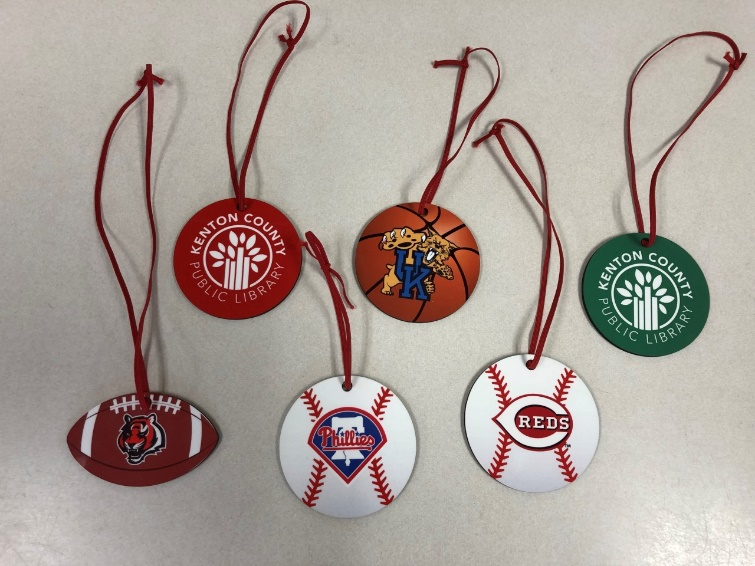 KENTON COUNTY
PUBLIC LIBRARY
UK
KENTON COUNTY
PUBLIC LIBRARY
Phillies
REDS